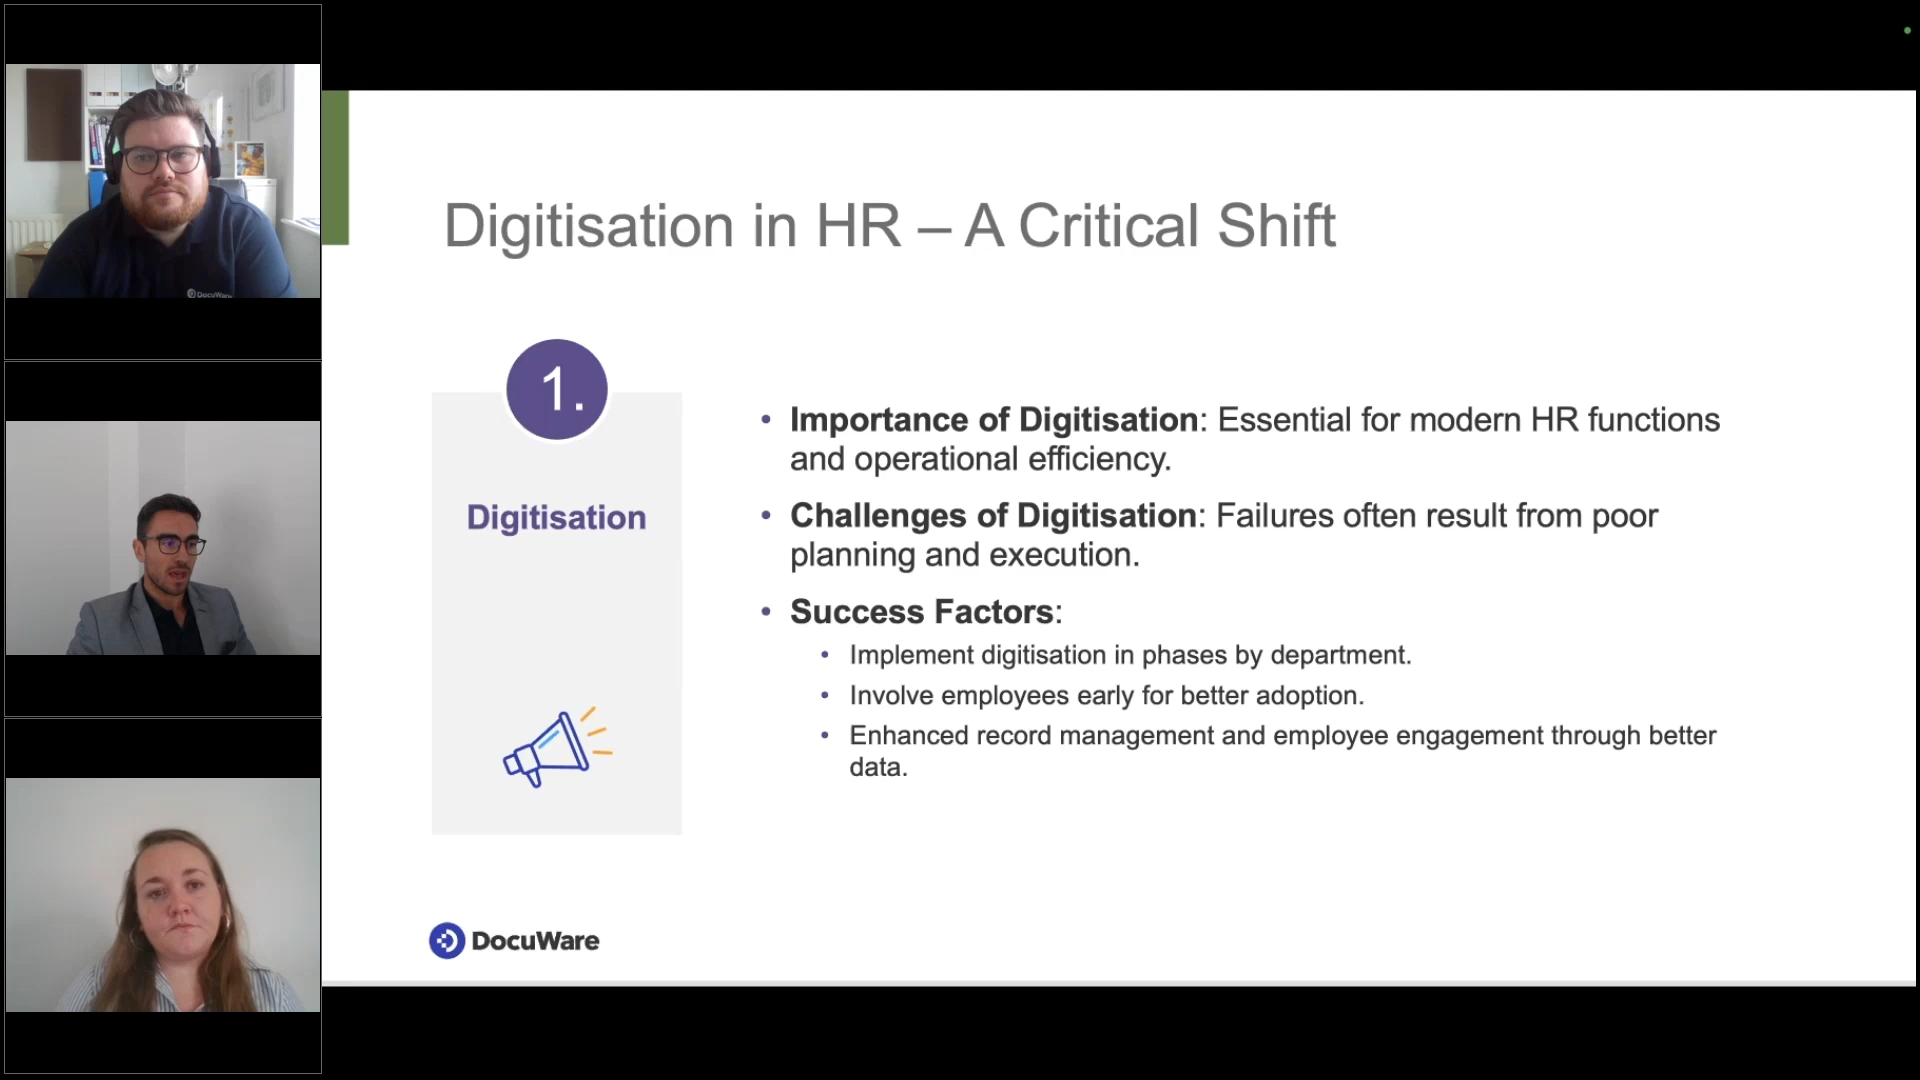 DocuWare
Digitisation in HR – A Critical Shift
1.
Digitisation
• Importance of Digitisation: Essential for modern HR functions
and operational efficiency.
• Challenges of Digitisation: Failures often result from poor
planning and execution.
• Success Factors:
• Implement digitisation in phases by department.
• Involve employees early for better adoption.
• Enhanced record management and employee engagement through better
data.
DocuWare